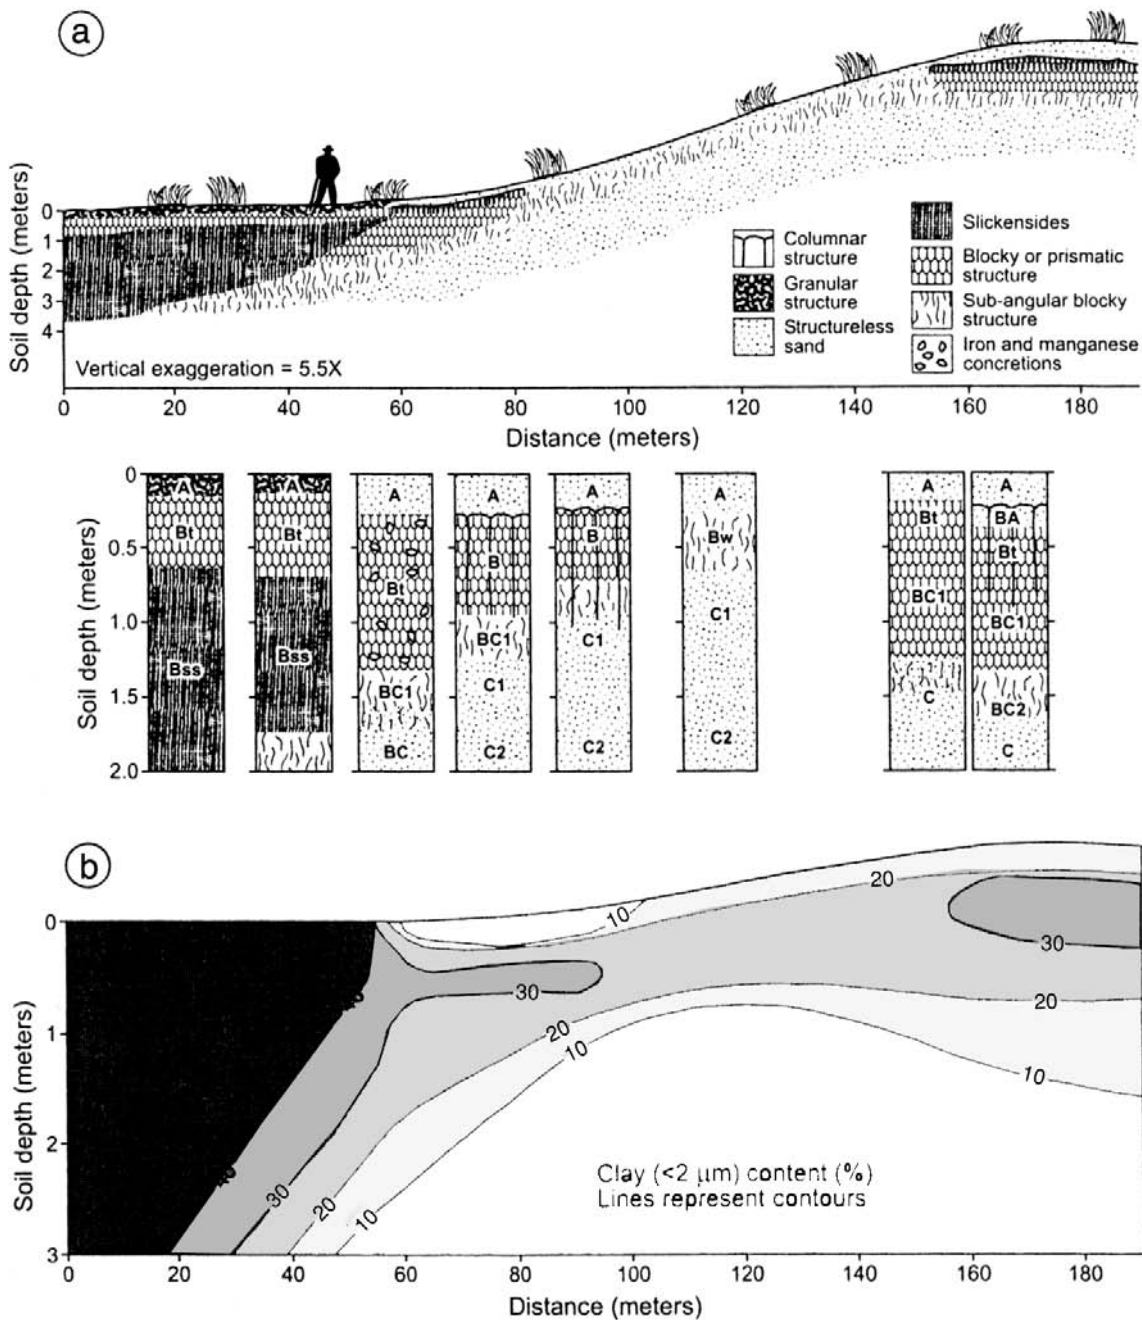 a
Soil depth (meters)
0
1
2
3
4
Columnar
structure
Granular
structure
Structureless
sand
Slickensides
Blocky or prismatic
structure
Sub-angular blocky
structure
Iron and manganese
concretions
Vertical exaggeration = 5.5X
0 20 40 60 80 100 120 140 160 180
Distance (meters)
Soil depth (meters)
0
0.5
1.0
1.5
2.0
A
Bt
Bss
A
Bt
Bss
A
Bt
BC1
BC
A
B
BC1
C1
C2
A
B
C1
C2
A
Bw
C1
C2
A
Bt
BC1
C
A
BA
Bt
BC1
BC2
C
b
Soil depth (meters)
0
1
2
3
40
40
30
20
10
10
30
20
10
20
30
20
10
Clay (<2 μm) content (%)
Lines represent contours
0 20 40 60 80 100 120 140 160 180
Distance (meters)